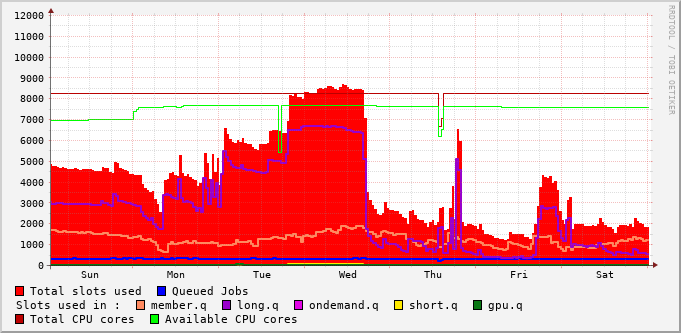 12000
11000
10000
9000
8000
7000
6000
5000
4000
3000
2000
1000
0
Sun Mon Tue Wed Thu Fri Sat
Total slots used Queued Jobs
Slots used in : member.q long.q ondemand.q short.q gpu.q
Total CPU cores Available CPU cores
RRDTOOL / TOBI OETIKER